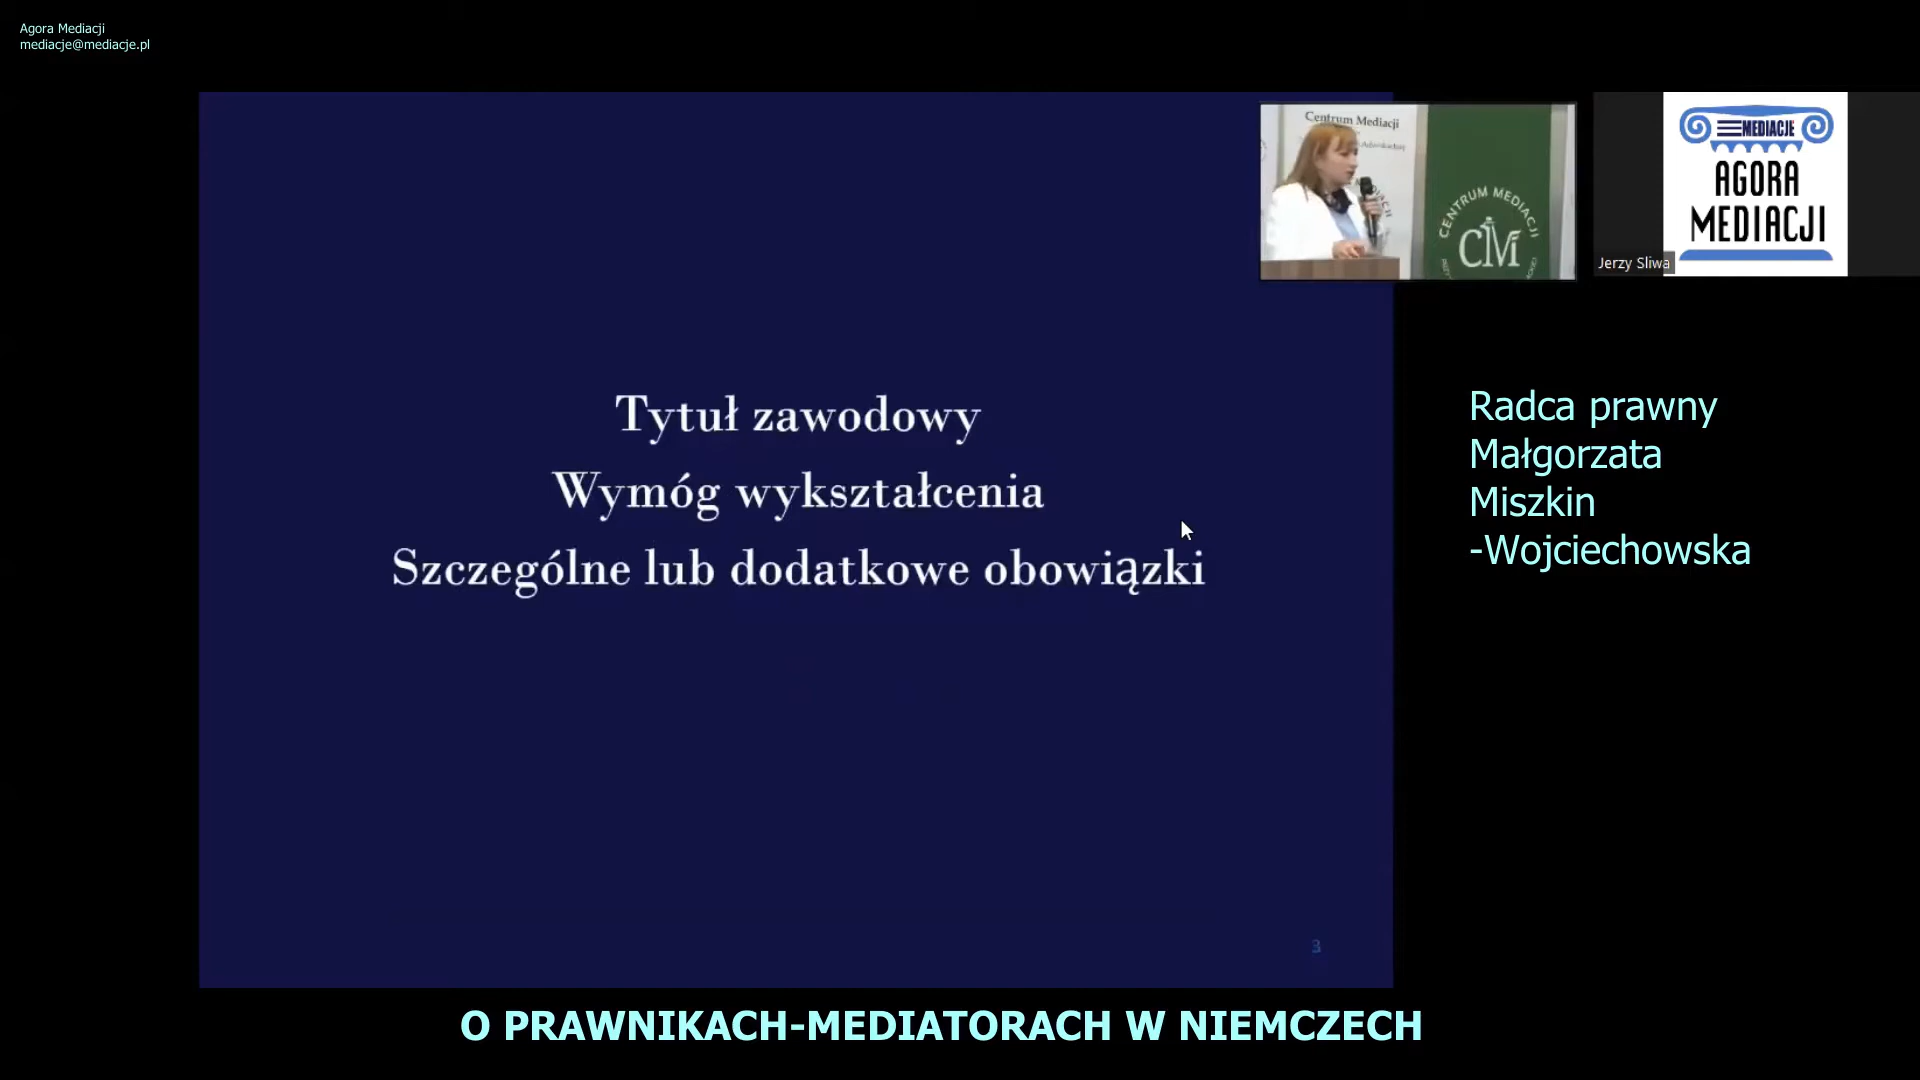 Agora Mediacji
mediacje@mediacje.pl
Centrum Mediacji
CENTRUM MEDIACJI
CM
MEDIACJE
AGORA
MEDIACJI
Jerzy Sliwa
Tytuł zawodowy
Wymóg wykształcenia
Szczególne lub dodatkowe obowiązki
Radca prawny
Małgorzata
Miszkin
-Wojciechowska
3
O PRAWNIKACH-MEDIATORACH W NIEMCZECH